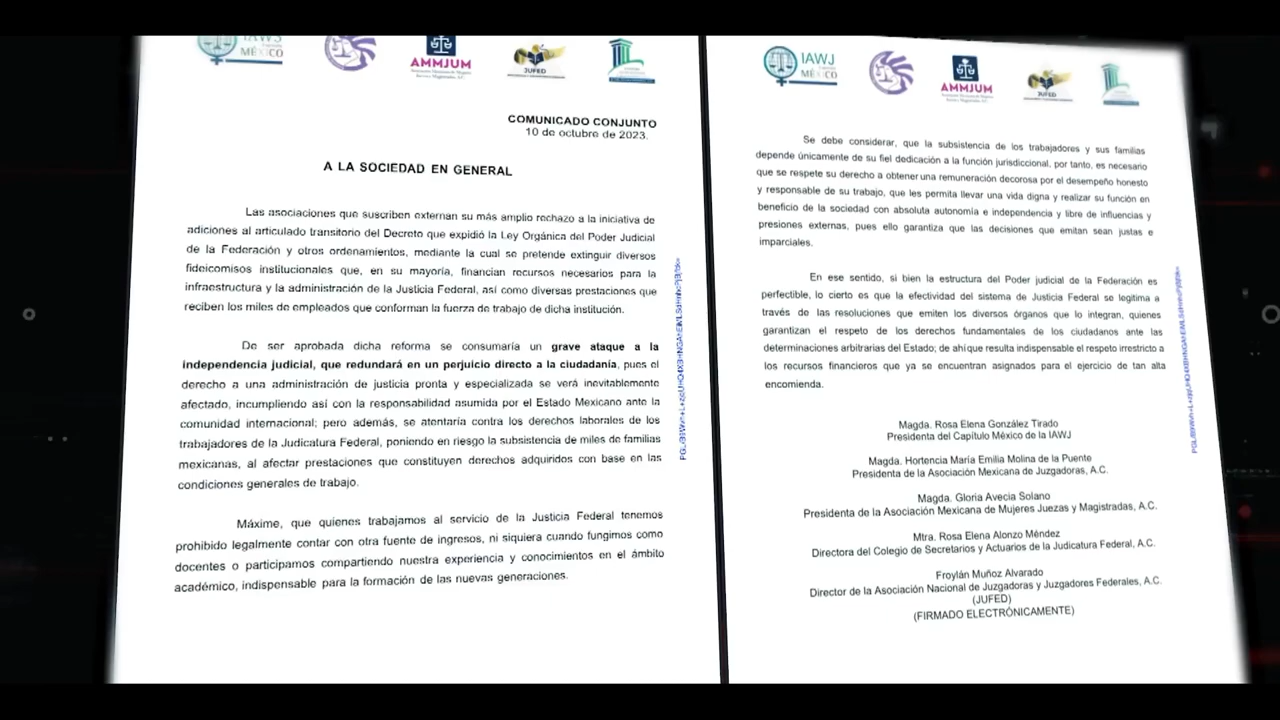 IAWJ
MÉXICO
AMMJUM
JUFED
COMUNICADO CONJUNTO
10 de octubre de 2023.
A LA SOCIEDAD EN GENERAL
Las asociaciones que suscriben externan su más amplio rechazo a la iniciativa de
adiciones al articulado transitorio del Decreto que expidió la Ley Orgánica del Poder Judicial
de la Federación y otros ordenamientos, mediante la cual se pretende extinguir diversos
fideicomisos institucionales que, en su mayoría, financian recursos necesarios para la
infraestructura y la administración de la Justicia Federal, así como diversas prestaciones que
reciben los miles de empleados que conforman la fuerza de trabajo de dicha institución.
De ser aprobada dicha reforma se consumaría un grave ataque a la
independencia judicial, que redundará en un perjuicio directo a la ciudadanía, pues el
derecho a una administración de justicia pronta y especializada se verá inevitablemente
afectado, incumpliendo así con la responsabilidad asumida por el Estado Mexicano ante la
comunidad internacional; pero además, se atentaría contra los derechos laborales de los
trabajadores de la Judicatura Federal, poniendo en riesgo la subsistencia de miles de familias
mexicanas, al afectar prestaciones que constituyen derechos adquiridos con base en las
condiciones generales de trabajo.
Máxime, que quienes trabajamos al servicio de la Justicia Federal tenemos
prohibido legalmente contar con otra fuente de ingresos, ni siquiera cuando fungimos como
docentes o participamos compartiendo nuestra experiencia y conocimientos en el ámbito
académico, indispensable para la formación de las nuevas generaciones.
IAWJ
MÉXICO
AMMJUM
JUFED
Se debe considerar, que la subsistencia de los trabajadores y sus familias
depende únicamente de su fiel dedicación a la función jurisdiccional, por tanto, es necesario
que se respete su derecho a obtener una remuneración decorosa por el desempeño honesto
y responsable de su trabajo, que les permita llevar una vida digna y realizar su función en
beneficio de la sociedad con absoluta autonomía e independencia y libre de influencias y
presiones externas, pues ello garantiza que las decisiones que emitan sean justas e
imparciales.
En ese sentido, si bien la estructura del Poder judicial de la Federación es
perfectible, lo cierto es que la efectividad del sistema de Justicia Federal se legitima a
través de las resoluciones que emiten los diversos órganos que lo integran, quienes
garantizan el respeto de los derechos fundamentales de los ciudadanos ante las
determinaciones arbitrarias del Estado; de ahí que resulta indispensable el respeto irrestricto a
los recursos financieros que ya se encuentran asignados para el ejercicio de tan alta
encomienda.
Magda. Rosa Elena González Tirado
Presidenta del Capítulo México de la IAWJ
Magda. Hortencia María Emilia Molina de la Puente
Presidenta de la Asociación Mexicana de Juzgadoras, A.C.
Magda. Gloria Avecia Solano
Presidenta de la Asociación Mexicana de Mujeres Juezas y Magistradas, A.C.
Mtra. Rosa Elena Alonzo Méndez
Directora del Colegio de Secretarios y Actuarios de la Judicatura Federal, A.C.
Froylán Muñoz Alvarado
Director de la Asociación Nacional de Juzgadoras y Juzgadores Federales, A.C.
(JUFED)
(FIRMADO ELECTRÓNICAMENTE)